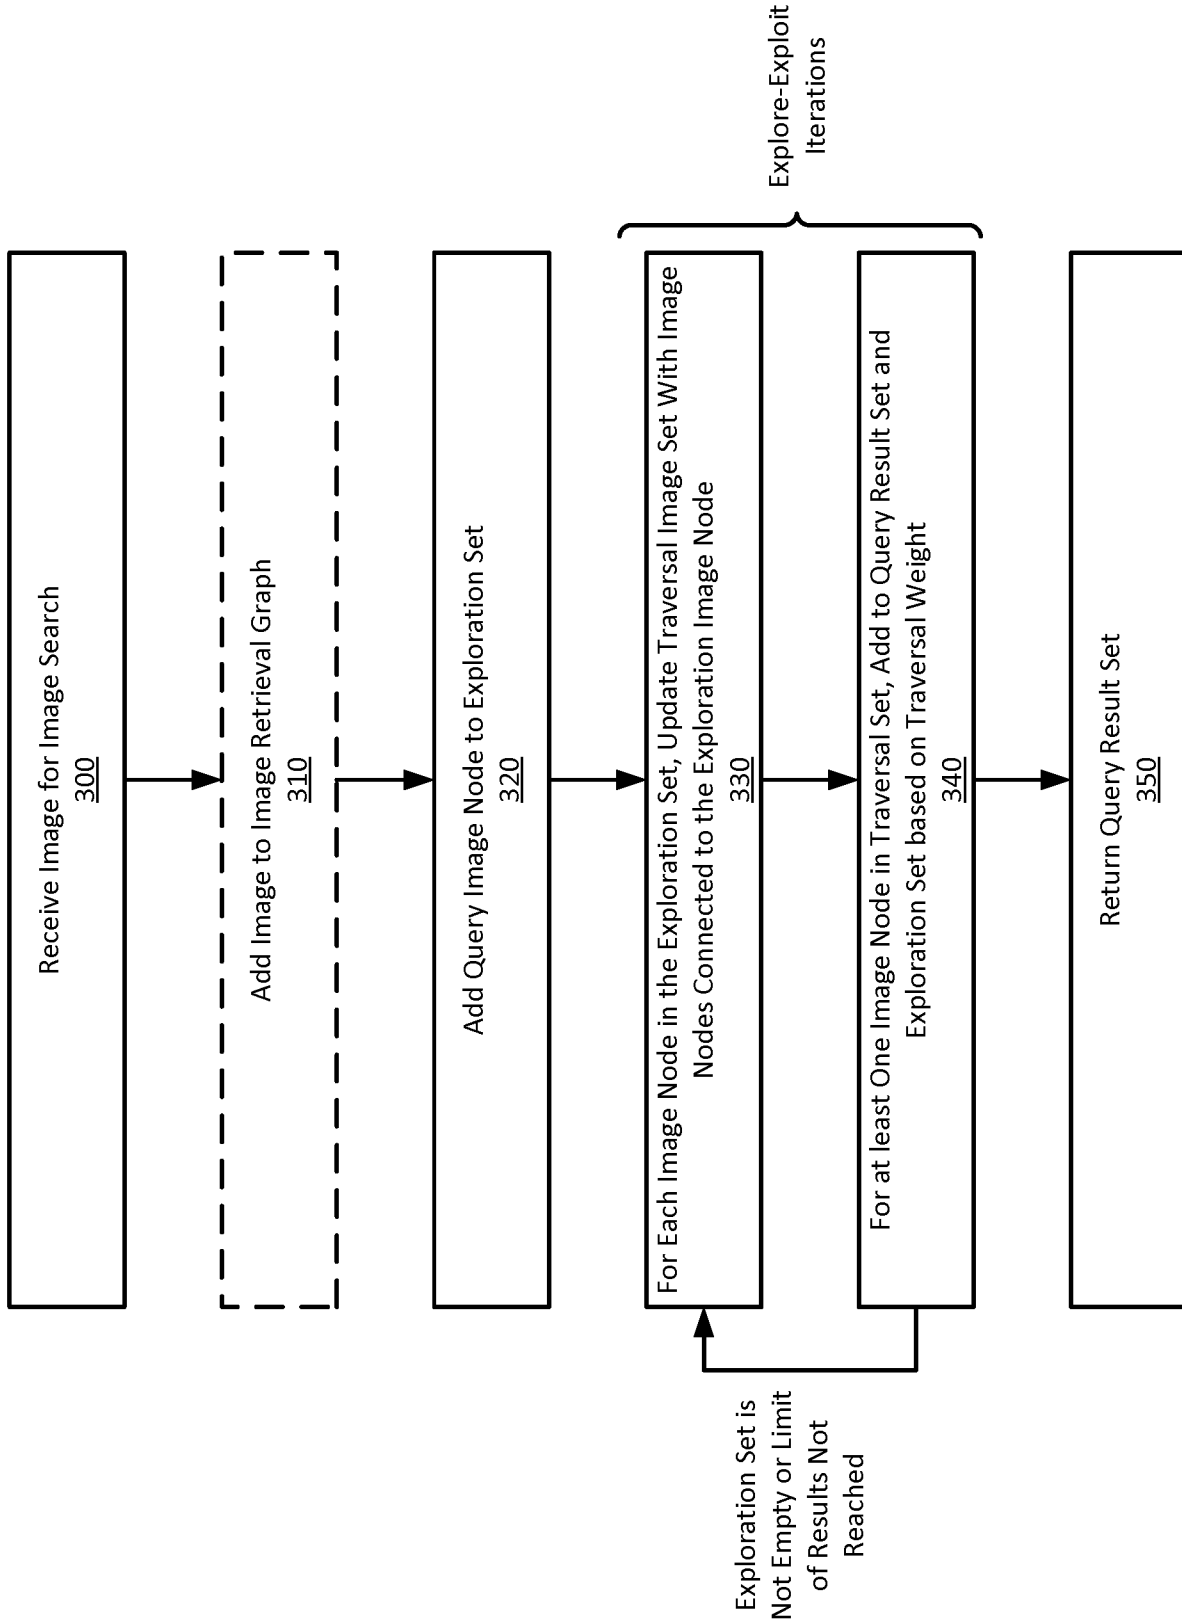 Receive Image for Image Search
300
Add Image to Image Retrieval Graph
310
Add Query Image Node to Exploration Set
320
For Each Image Node in the Exploration Set, Update Traversal Image Set With Image
Nodes Connected to the Exploration Image Node
330
For at least One Image Node in Traversal Set, Add to Query Result Set and
Exploration Set based on Traversal Weight
340
Return Query Result Set
350
Exploration Set is
Not Empty or Limit
of Results Not
Reached
Explore-Exploit
Iterations